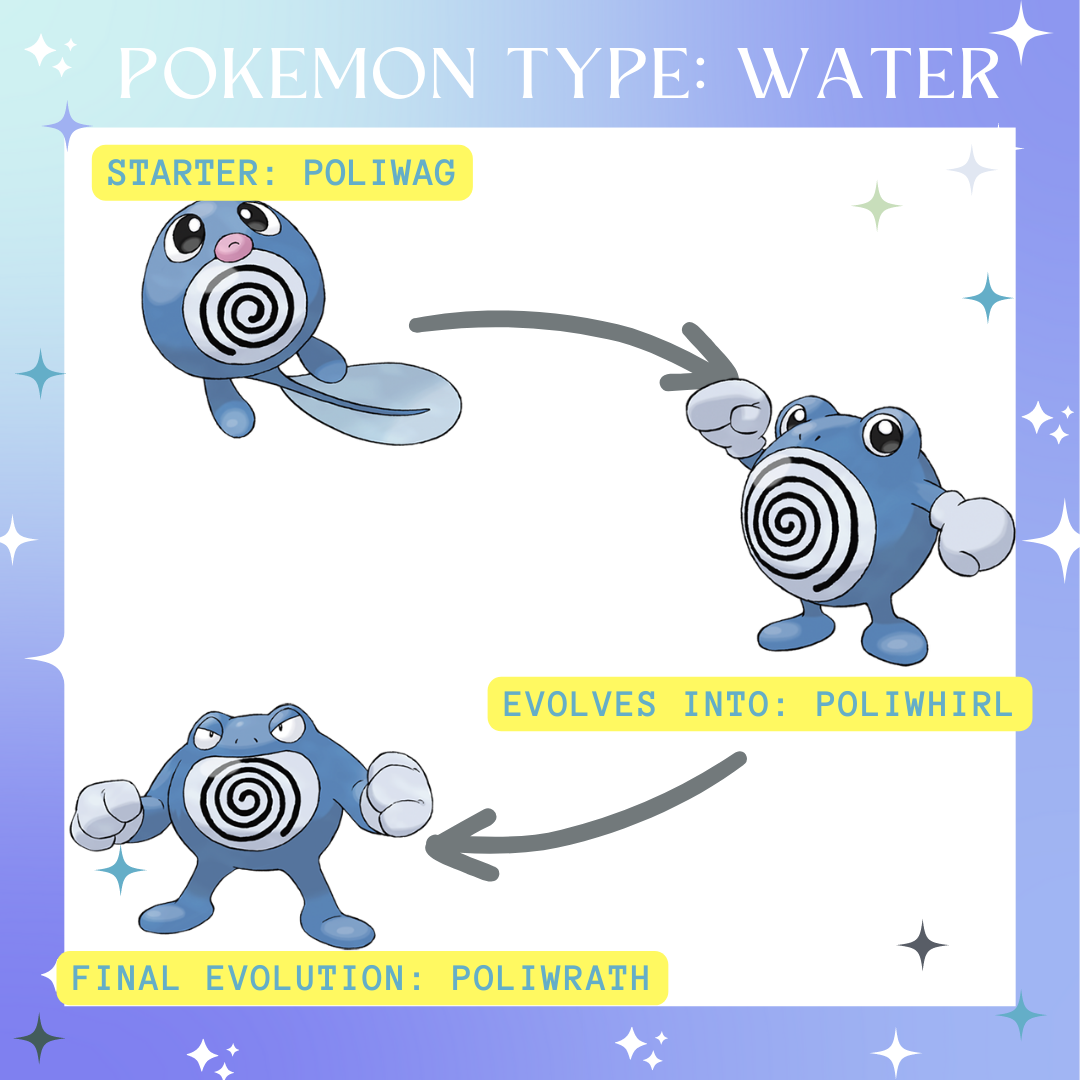 POKEMON TYPE: WATER
STARTER: POLIWAG
EVOLVES INTO: POLIWHIRL
FINAL EVOLUTION: POLIWRATH